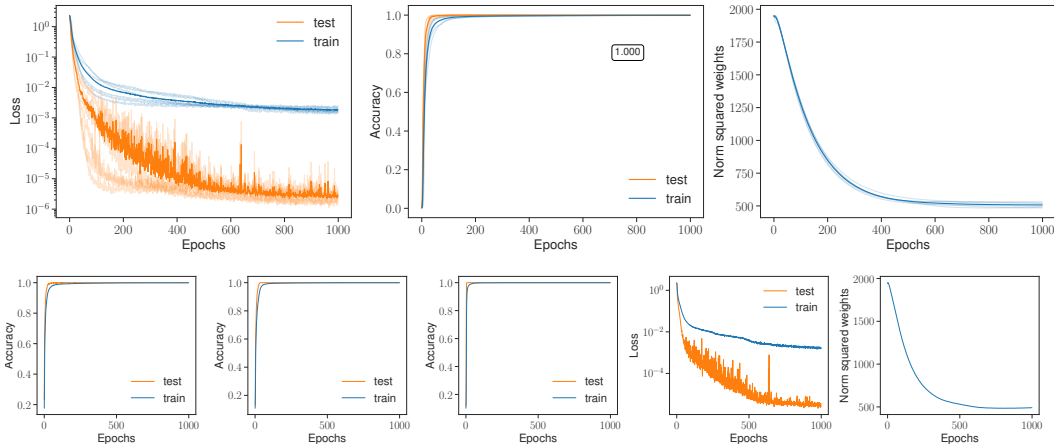 10^0
10^-1
10^-2
10^-3
10^-4
10^-5
10^-6
Loss
test
train
0 200 400 600 800 1000
Epochs
1.0
0.8
0.6
0.4
0.2
0.0
Accuracy
1.000
test
train
0 200 400 600 800 1000
Epochs
2000
1750
1500
1250
1000
750
500
Norm squared weights
0 200 400 600 800 1000
Epochs
1.0
0.8
0.6
0.4
0.2
Accuracy
test
train
0 500 1000
Epochs
1.0
0.8
0.6
0.4
0.2
Accuracy
test
train
0 500 1000
Epochs
1.0
0.8
0.6
0.4
0.2
Accuracy
test
train
0 500 1000
Epochs
10^0
10^-2
10^-4
Loss
test
train
0 500 1000
Epochs
2000
1500
1000
500
Norm squared weights
0 500 1000
Epochs